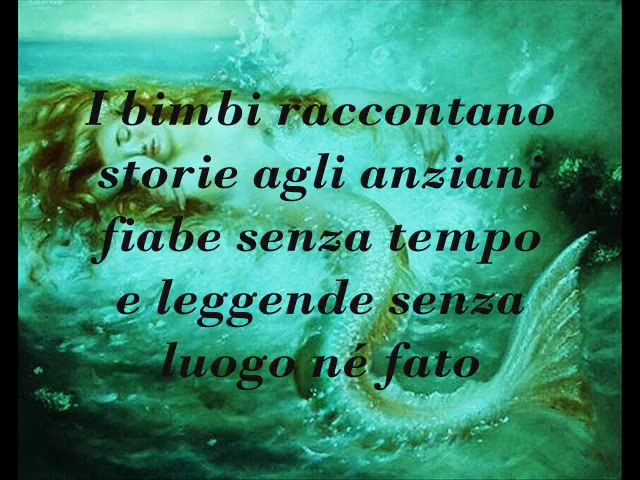 I bimbi raccontano
storie agli anziani
fiabe senza tempo
e leggende senza
luogo né fato